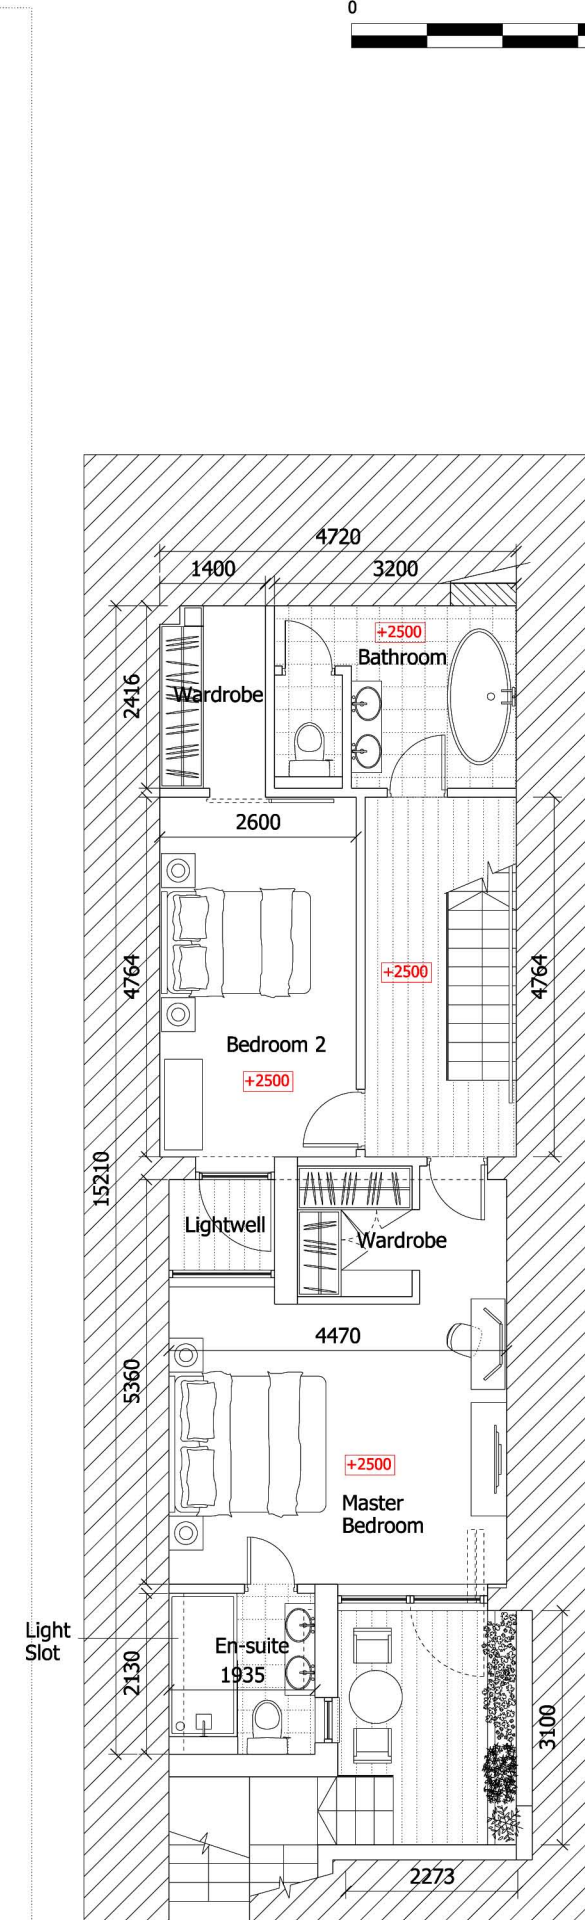 0
4720
1400
3200
+2500
Bathroom
2416
Wardrobe
2600
4764
+2500
4764
Bedroom 2
+2500
15210
Lightwell
Wardrobe
4470
5360
+2500
Master
Bedroom
Light
Slot
En-suite
1935
2130
3100
2273